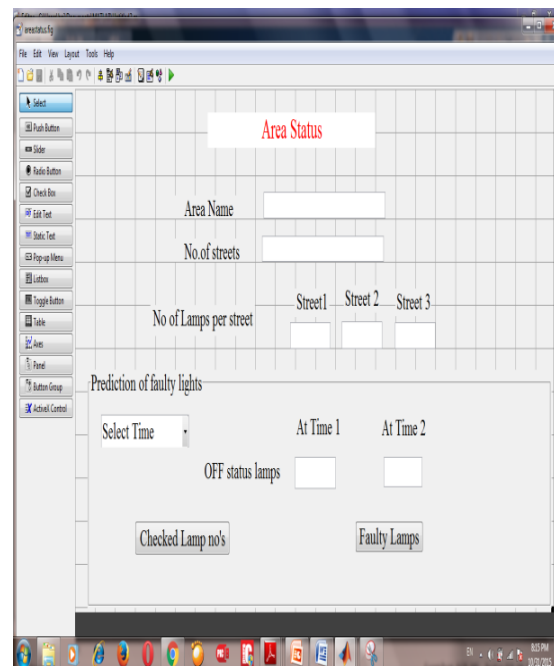 areastatus.fig
File Edit View Layout Tools Help
Select
Push Button
Slider
Radio Button
Check Box
Edit Text
Static Text
Pop-up Menu
Listbox
Toggle Button
Table
Axes
Panel
Button Group
ActiveX Control
Area Status
Area Name
No.of streets
No of Lamps per street
Street1 Street 2 Street 3
Prediction of faulty lights
Select Time
At Time 1 At Time 2
OFF status lamps
Checked Lamp no's
Faulty Lamps
EN
8:15 PM